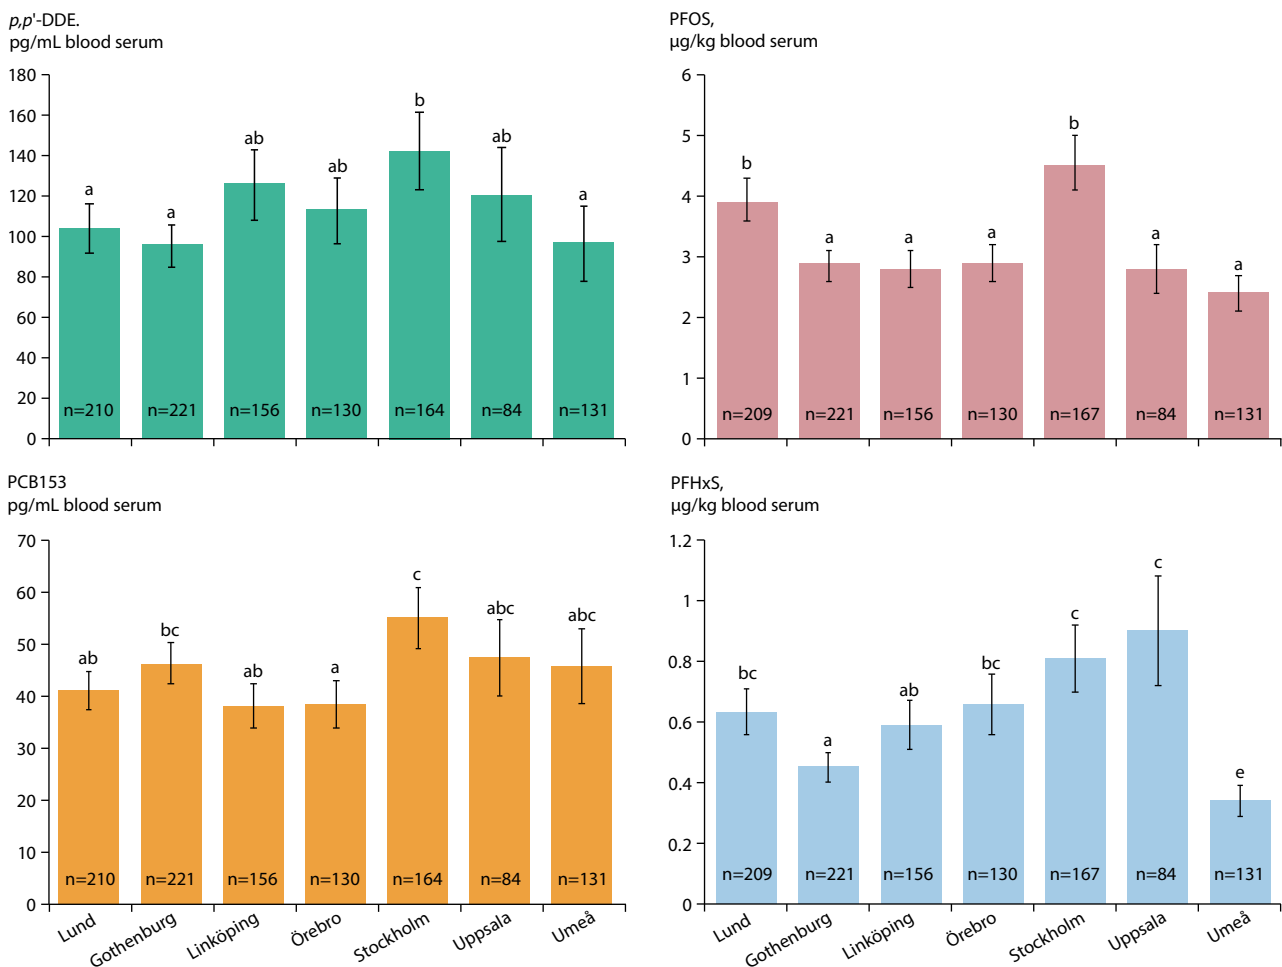 p,p'-DDE.
pg/mL blood serum
180
160
140
120
100
80
60
40
20
0
a
a
ab
ab
b
ab
a
n=210
n=221
n=156
n=130
n=164
n=84
n=131
PFOS,
µg/kg blood serum
6
5
4
3
2
1
0
b
a
a
a
b
a
a
n=209
n=221
n=156
n=130
n=167
n=84
n=131
PCB153
pg/mL blood serum
70
60
50
40
30
20
10
0
ab
bc
ab
a
c
abc
abc
n=210
n=221
n=156
n=130
n=164
n=84
n=131
Lund
Gothenburg
Linköping
Örebro
Stockholm
Uppsala
Umeå
PFHxS,
µg/kg blood serum
1.2
1
0.8
0.6
0.4
0.2
0
bc
a
ab
bc
c
c
e
n=209
n=221
n=156
n=130
n=167
n=84
n=131
Lund
Gothenburg
Linköping
Örebro
Stockholm
Uppsala
Umeå